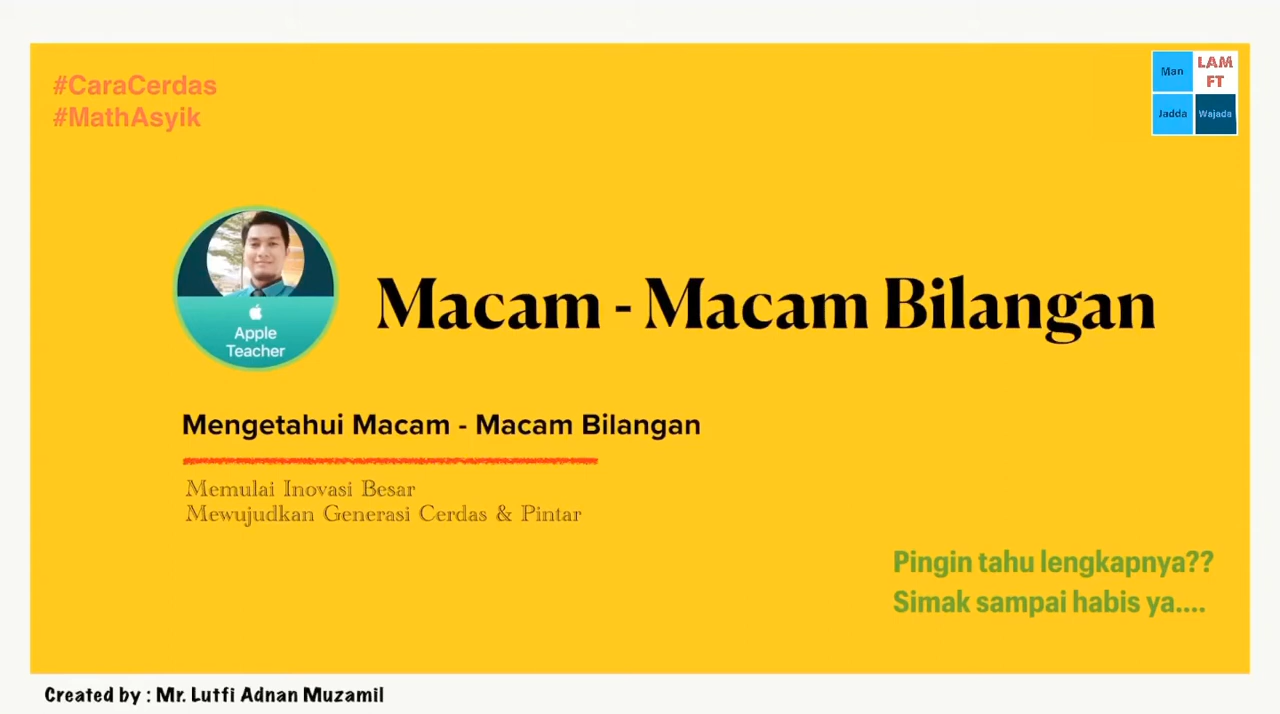 #CaraCerdas
#MathAsyik
Man
LAM
FT
Jadda
Wajada
Apple
Teacher
Macam - Macam Bilangan
Mengetahui Macam - Macam Bilangan
Memulai Inovasi Besar
Mewujudkan Generasi Cerdas & Pintar
Pingin tahu lengkapnya??
Simak sampai habis ya....
Created by : Mr. Lutfi Adnan Muzamil